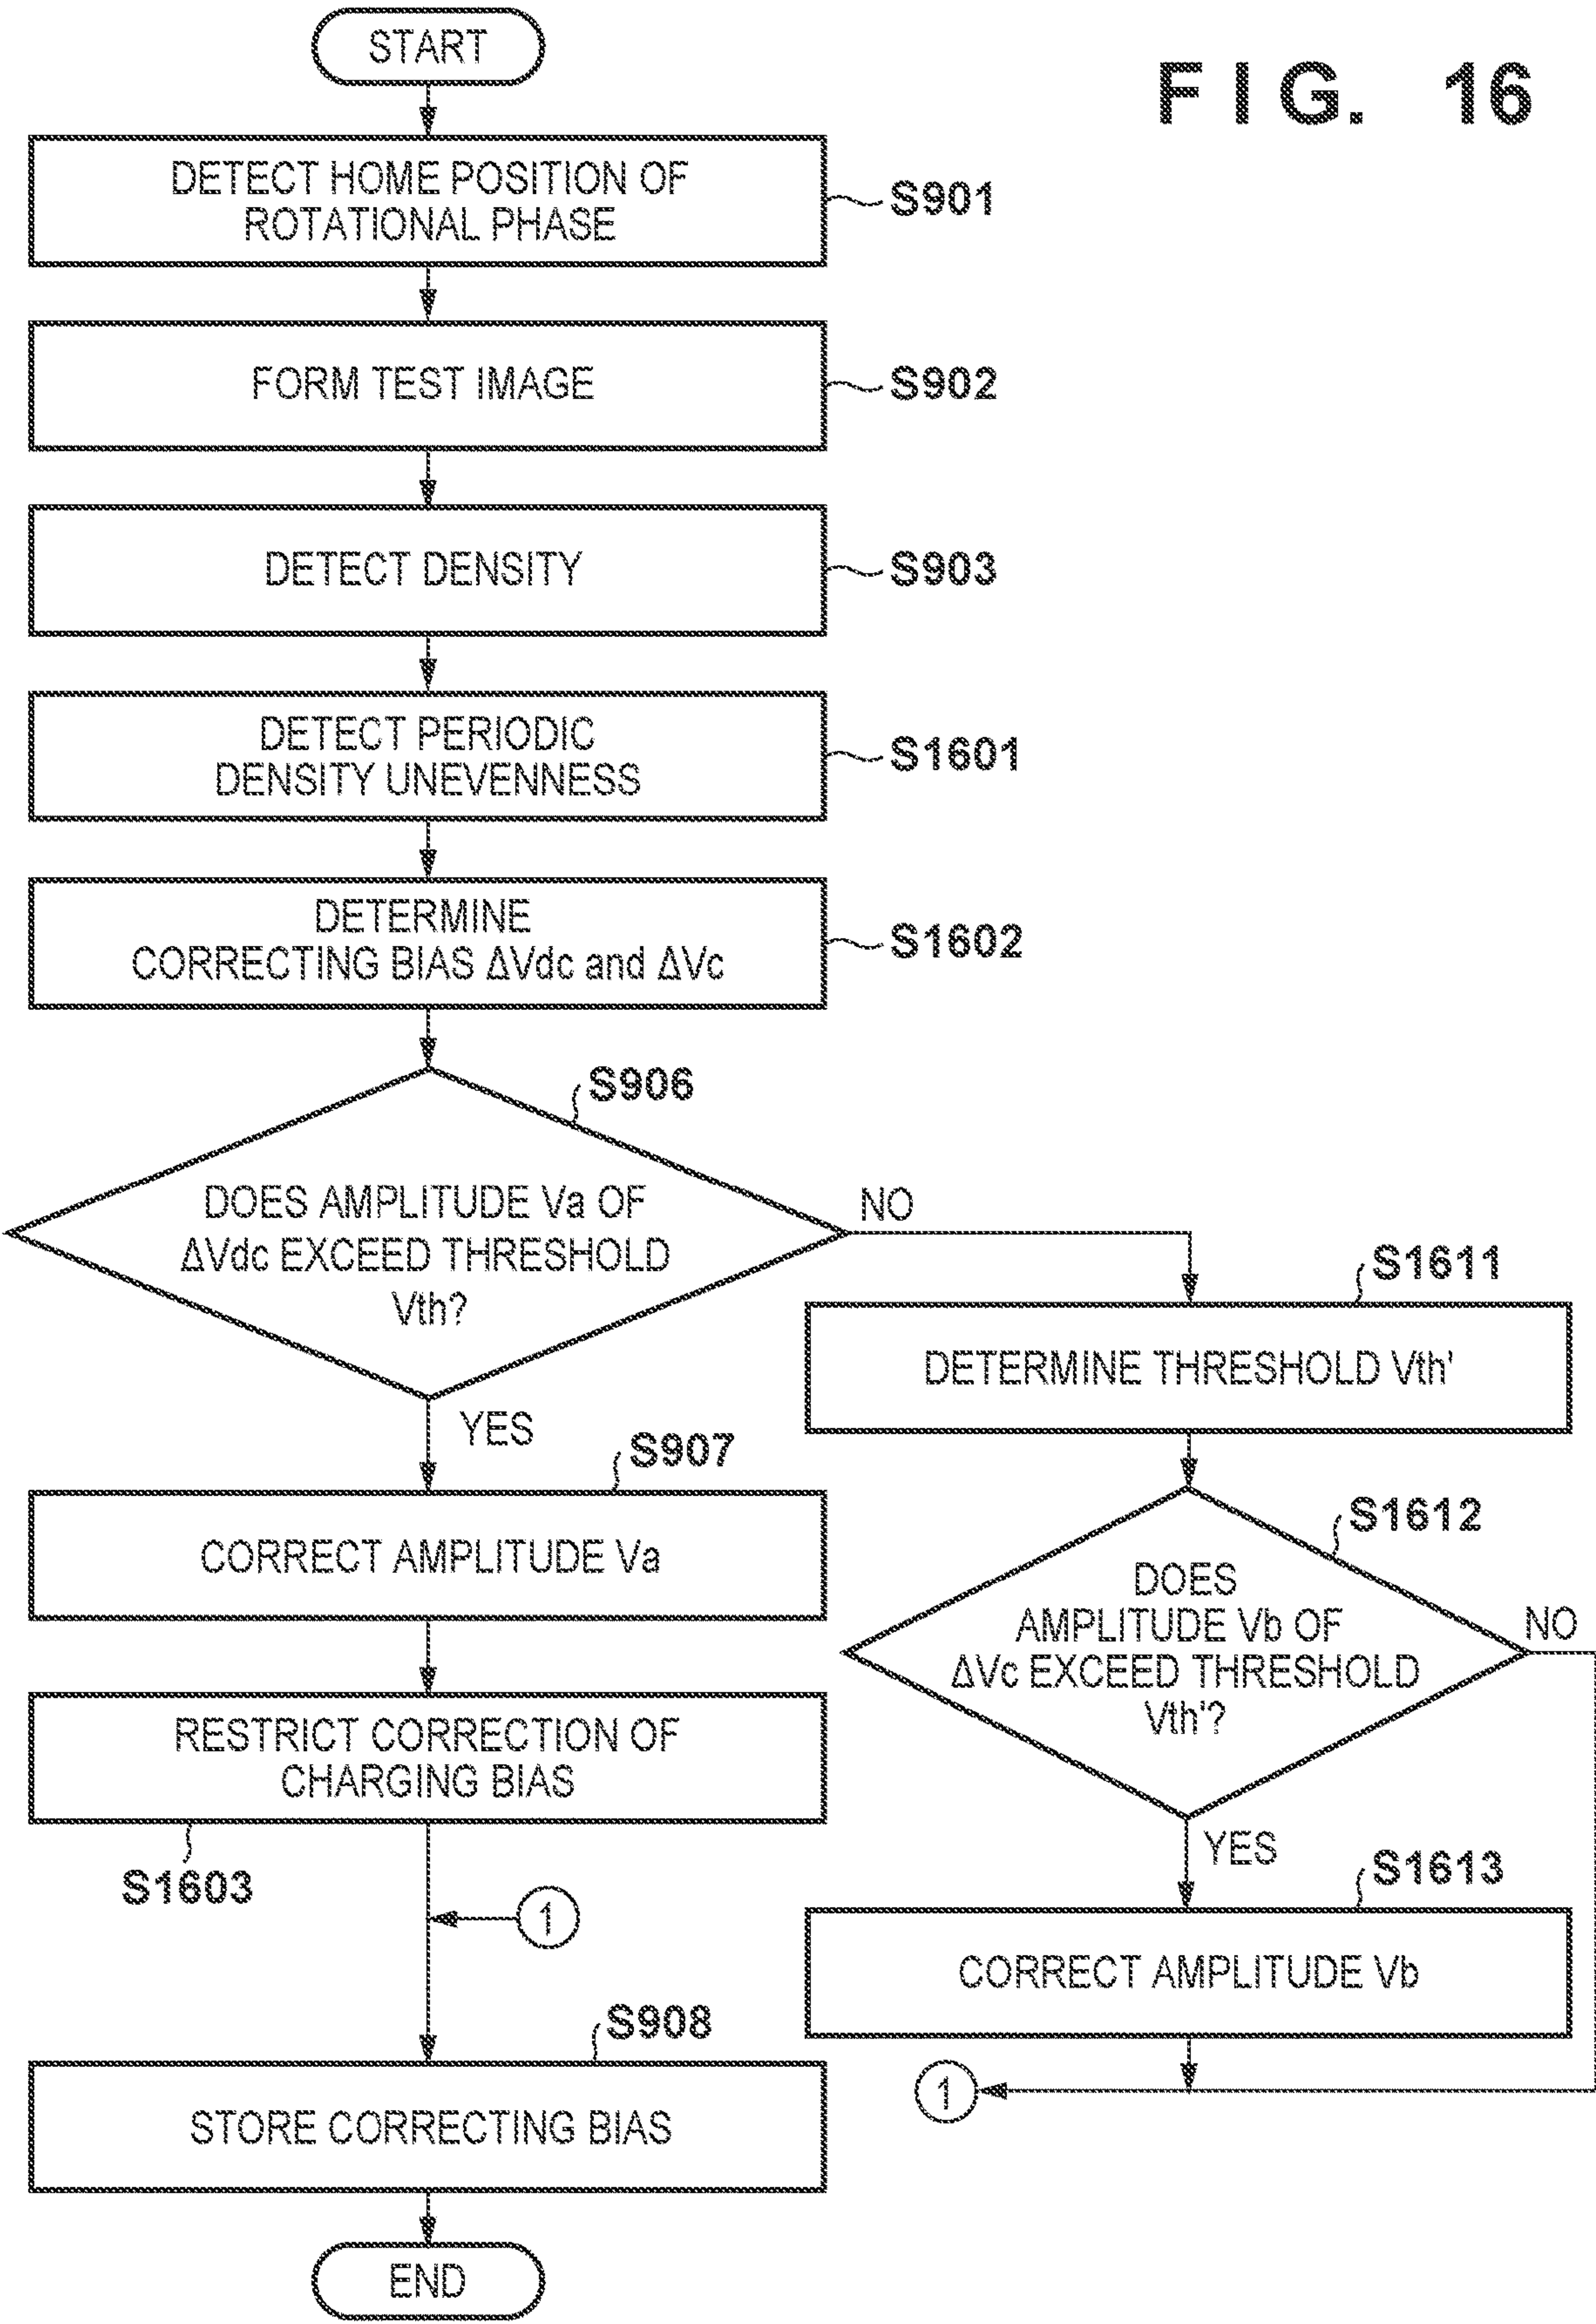 FIG. 16
START
DETECT HOME POSITION OF
ROTATIONAL PHASE
S901
FORM TEST IMAGE
S902
DETECT DENSITY
S903
DETECT PERIODIC
DENSITY UNEVENNESS
S1601
DETERMINE
CORRECTING BIAS ΔVdc and ΔVc
S1602
S906
DOES AMPLITUDE Va OF
ΔVdc EXCEED THRESHOLD
Vth?
NO
YES
S907
CORRECT AMPLITUDE Va
RESTRICT CORRECTION OF
CHARGING BIAS
S1603
1
S1611
DETERMINE THRESHOLD Vth'
S1612
DOES
AMPLITUDE Vb OF
ΔVc EXCEED THRESHOLD
Vth'?
NO
YES
S1613
CORRECT AMPLITUDE Vb
1
S908
STORE CORRECTING BIAS
END